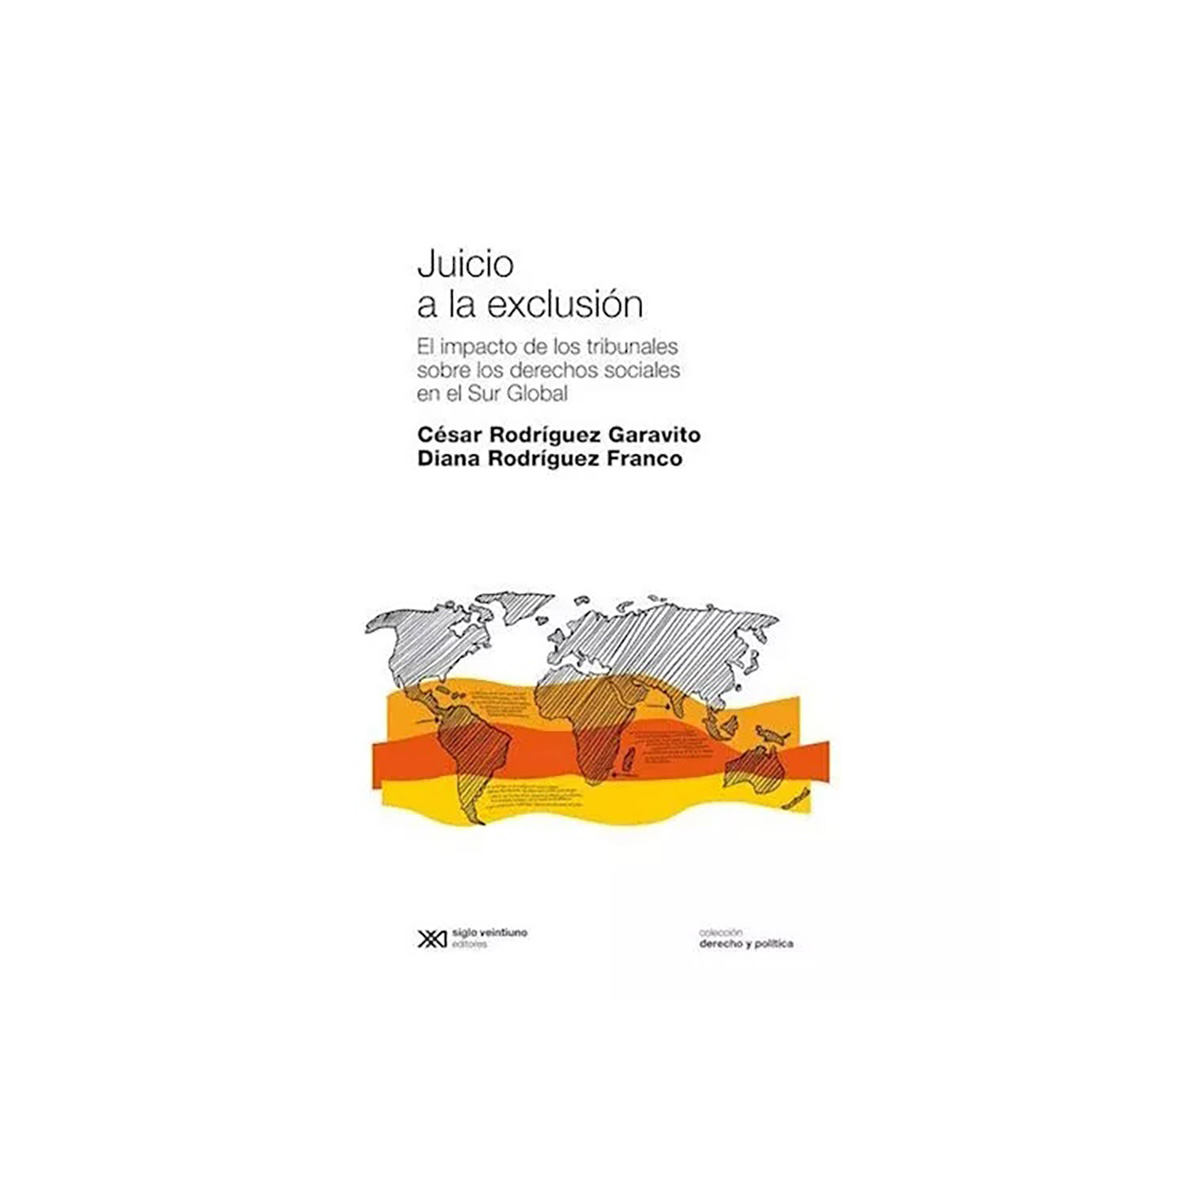 Juicio
a la exclusión
El impacto de los tribunales
sobre los derechos sociales
en el Sur Global
César Rodríguez Garavito
Diana Rodríguez Franco
siglo veintiuno
editores
colección
derecho y política